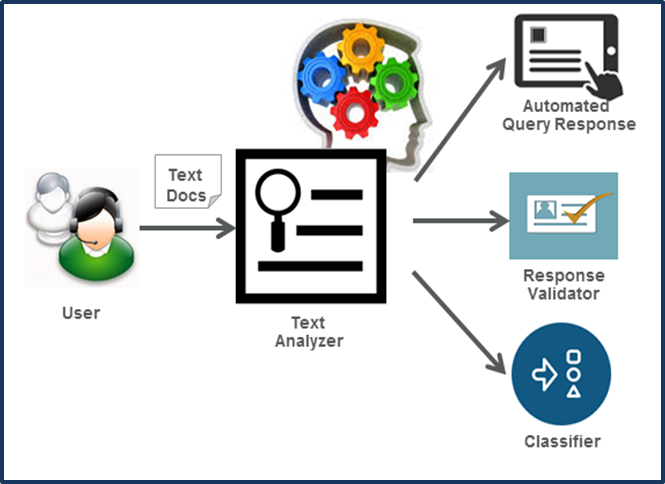 Text
Docs
User
Text
Analyzer
Automated
Query Response
Response
Validator
Classifier